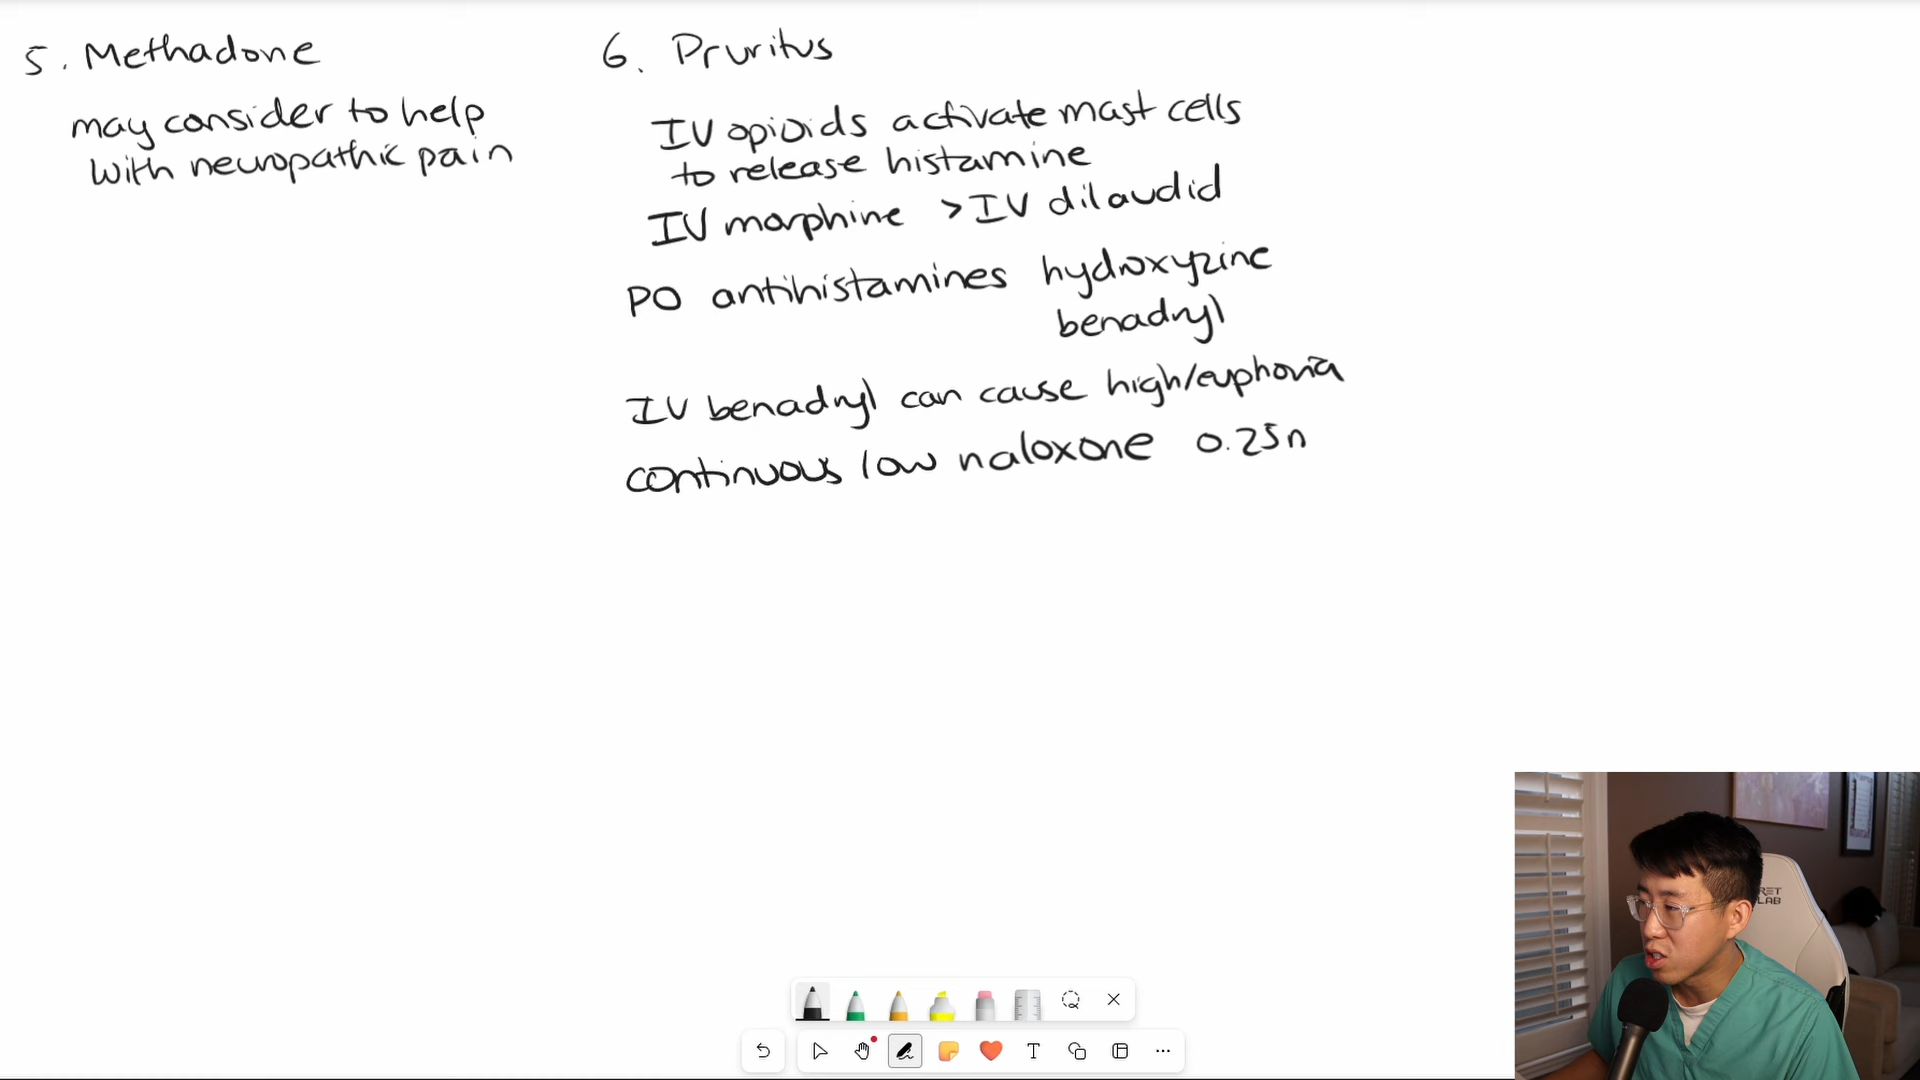 5. Methadone
may consider to help
with neuropathic pain
6. Pruritus
IV opioids activate mast cells
to release histamine
IV morphine > IV dilaudid
PO antihistamines hydroxyzine
benadryl
IV benadryl can cause high/euphoria
continuous low naloxone 0.25n
T
RET
LAB